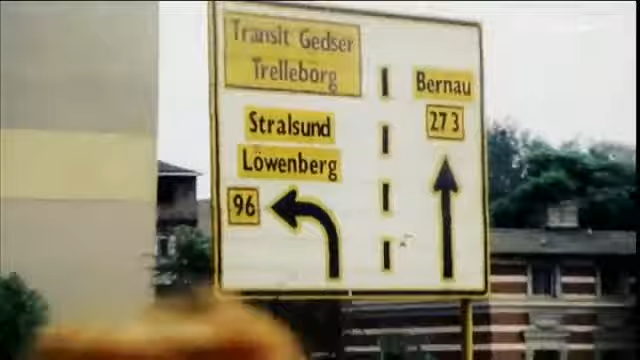 Transit Gedser
Trelleborg
Stralsund
Löwenberg
96
Bernau
273